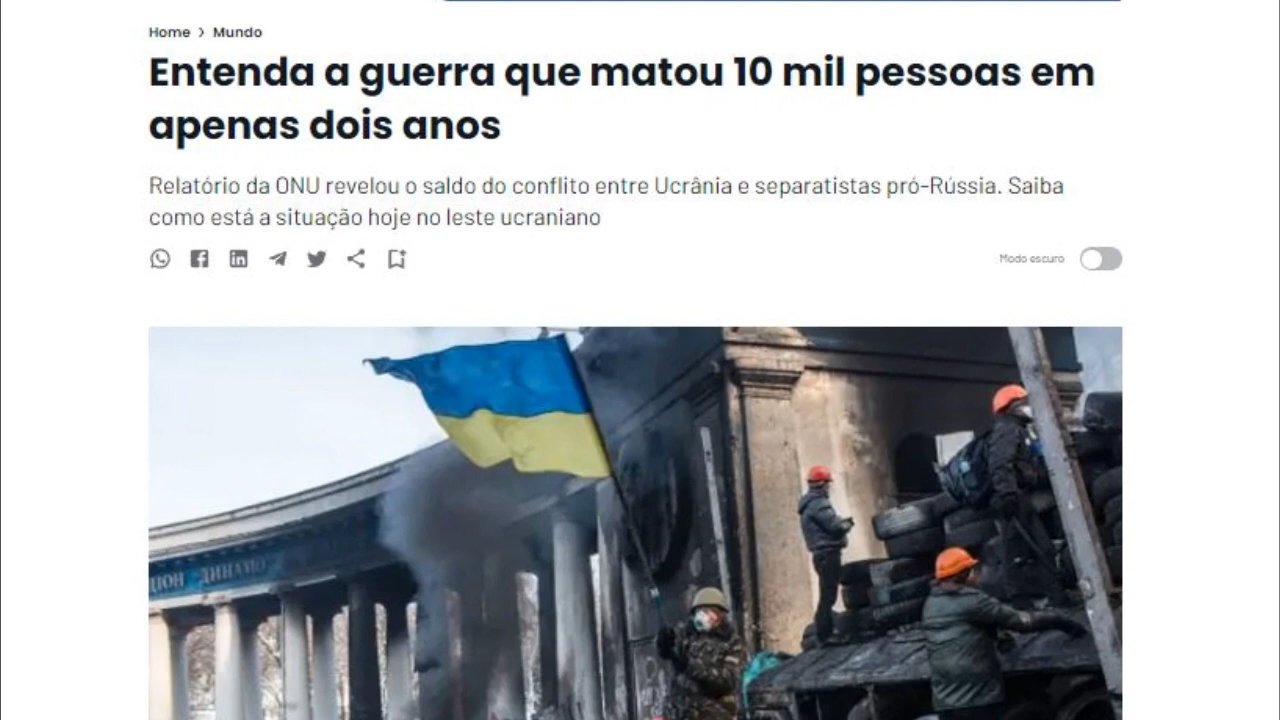 Home > Mundo
Entenda a guerra que matou 10 mil pessoas em
apenas dois anos
Relatório da ONU revelou o saldo do conflito entre Ucrânia e separatistas pró-Rússia. Saiba
como está a situação hoje no leste ucraniano
Modo escuro
ДИНАМО